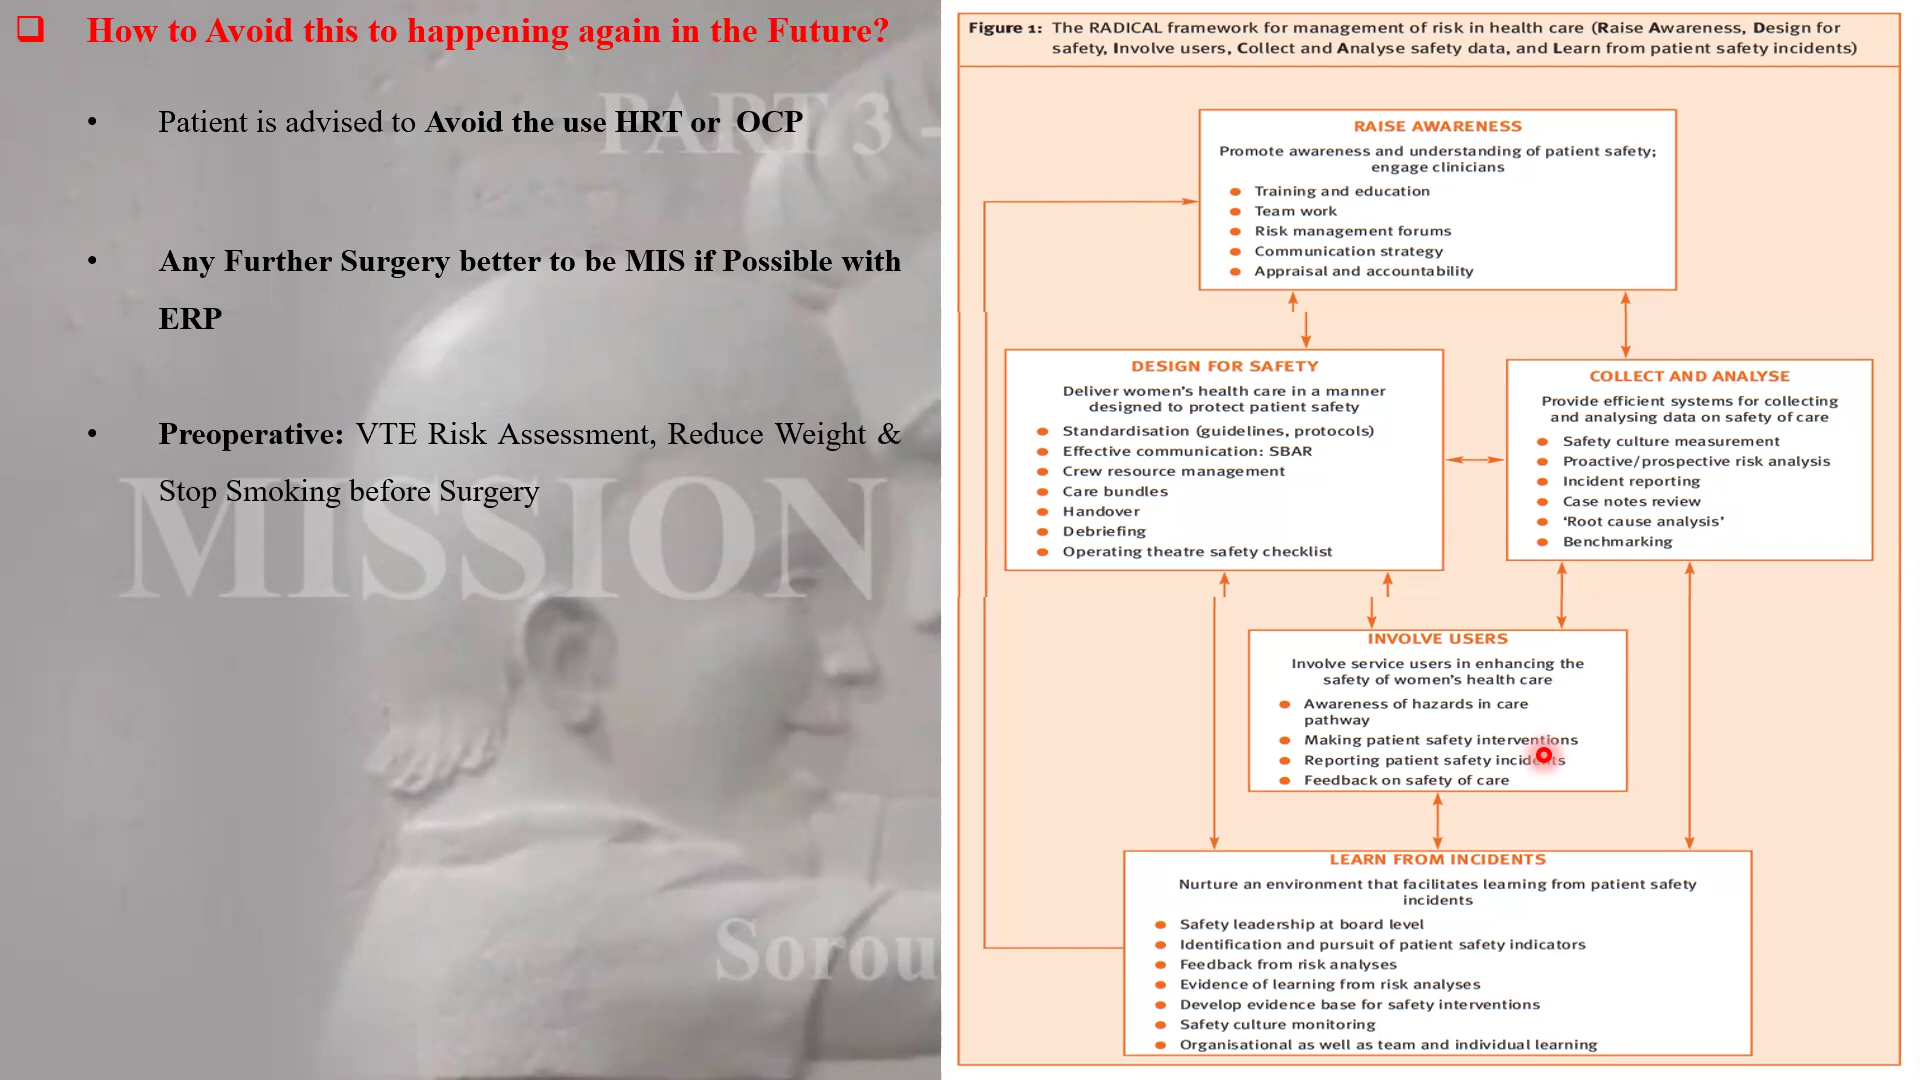 How to Avoid this to happening again in the Future?
• Patient is advised to Avoid the use HRT or OCP
• Any Further Surgery better to be MIS if Possible with
ERP
• Preoperative: VTE Risk Assessment, Reduce Weight &
Stop Smoking before Surgery
PART 3 -
MISSION
Sorou
Figure 1: The RADICAL framework for management of risk in health care (Raise Awareness, Design for
safety, Involve users, Collect and Analyse safety data, and Learn from patient safety incidents)
RAISE AWARENESS
Promote awareness and understanding of patient safety;
engage clinicians
Training and education
Team work
Risk management forums
Communication strategy
Appraisal and accountability
DESIGN FOR SAFETY
Deliver women's health care in a manner
designed to protect patient safety
Standardisation (guidelines, protocols)
Effective communication: SBAR
Crew resource management
Care bundles
Handover
Debriefing
Operating theatre safety checklist
COLLECT AND ANALYSE
Provide efficient systems for collecting
and analysing data on safety of care
Safety culture measurement
Proactive/prospective risk analysis
Incident reporting
Case notes review
‘Root cause analysis’
Benchmarking
INVOLVE USERS
Involve service users in enhancing the
safety of women's health care
Awareness of hazards in care
pathway
Making patient safety interventions
Reporting patient safety incidents
Feedback on safety of care
LEARN FROM INCIDENTS
Nurture an environment that facilitates learning from patient safety
incidents
Safety leadership at board level
Identification and pursuit of patient safety indicators
Feedback from risk analyses
Evidence of learning from risk analyses
Develop evidence base for safety interventions
Safety culture monitoring
Organisational as well as team and individual learning